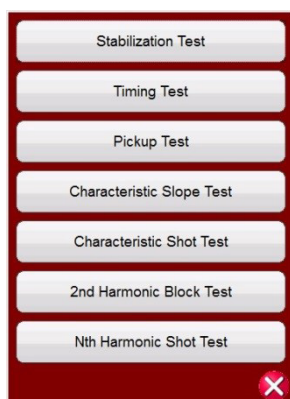 Stabilization Test
Timing Test
Pickup Test
Characteristic Slope Test
Characteristic Shot Test
2nd Harmonic Block Test
Nth Harmonic Shot Test